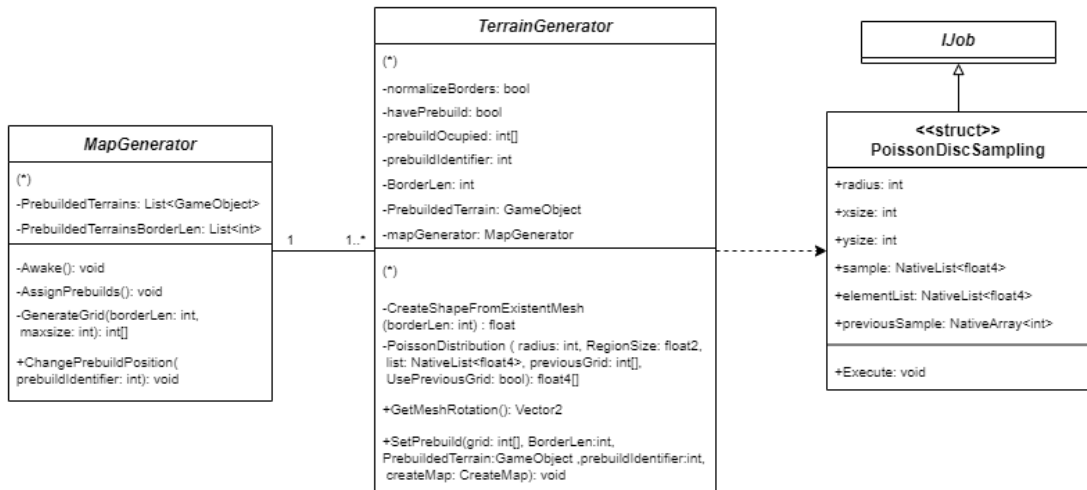 MapGenerator
(*)
-PrebuildedTerrains: List<GameObject>
-PrebuildedTerrainsBorderLen: List<int>
-Awake(): void
-AssignPrebuilds(): void
-GenerateGrid(borderLen: int,
maxsize: int): int[]
+ChangePrebuildPosition(
prebuildIdentifier: int): void
1
1..*
TerrainGenerator
(*)
-normalizeBorders: bool
-havePrebuild: bool
-prebuildOcupied: int[]
-prebuildIdentifier: int
-BorderLen: int
-PrebuildedTerrain: GameObject
-mapGenerator: MapGenerator
(*)
-CreateShapeFromExistentMesh
(borderLen: int) : float
-PoissonDistribution ( radius: int, RegionSize: float2,
list: NativeList<float4>, previousGrid: int[],
UsePreviousGrid: bool): float4[]
+GetMeshRotation(): Vector2
+SetPrebuild(grid: int[], BorderLen:int,
PrebuildedTerrain:GameObject ,prebuildIdentifier:int,
createMap: CreateMap): void
IJob
<<struct>>
PoissonDiscSampling
+radius: int
+xsize: int
+ysize: int
+sample: NativeList<float4>
+elementList: NativeList<float4>
+previousSample: NativeArray<int>
+Execute: void